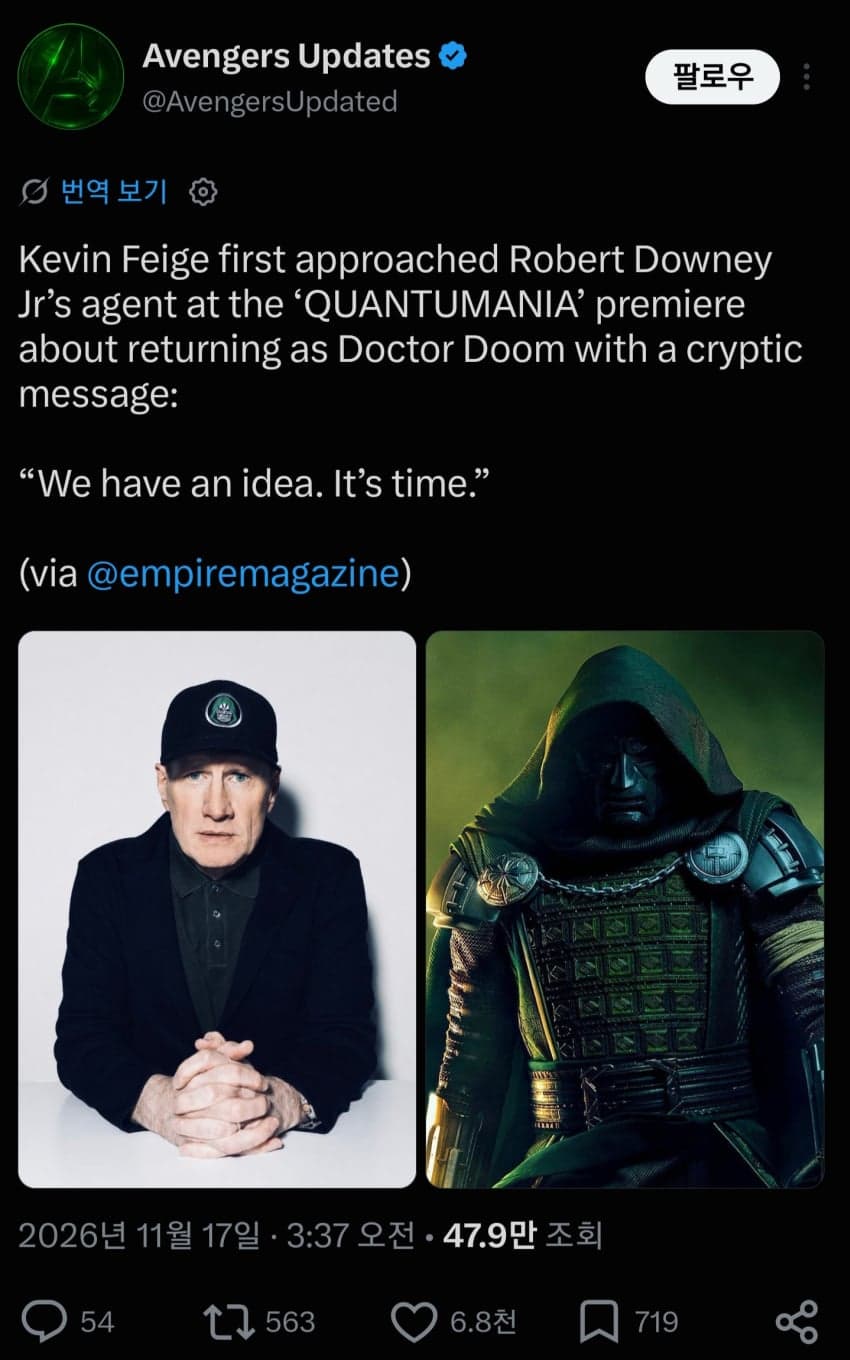 Avengers Updates
@AvengersUpdated
팔로우
번역 보기
Kevin Feige first approached Robert Downey
Jr’s agent at the ‘QUANTUMANIA’ premiere
about returning as Doctor Doom with a cryptic
message:
“We have an idea. It’s time.”
(via @empiremagazine)
2026년 11월 17일 · 3:37 오전 • 47.9만 조회
54 563 6.8천 719